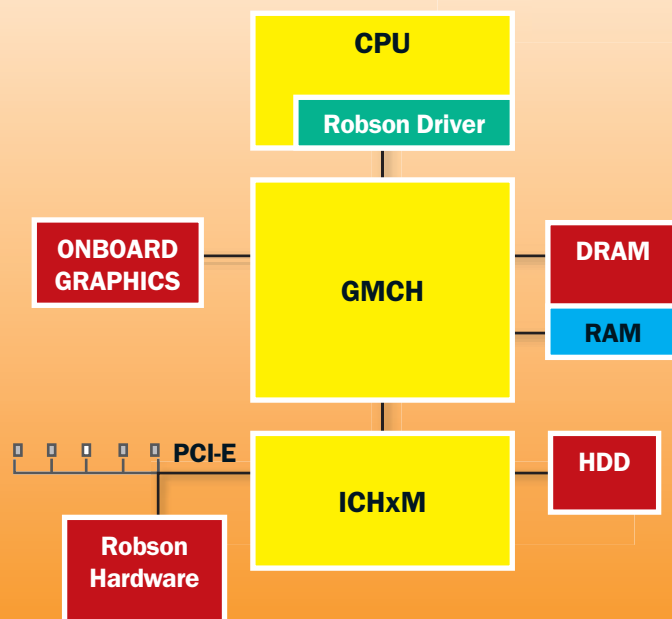 CPU
Robson Driver
ONBOARD
GRAPHICS
GMCH
DRAM
RAM
PCI-E
ICHxM
HDD
Robson
Hardware